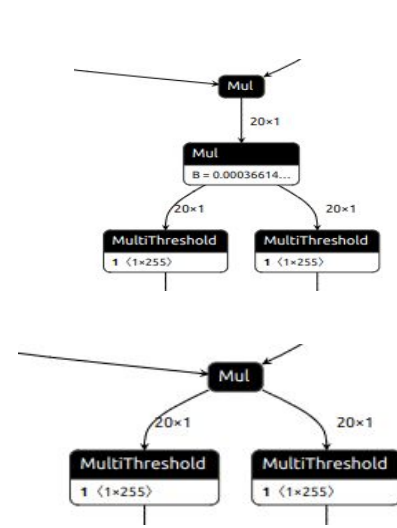 Mul
20×1
Mul
B = 0.00036614...
20×1 20×1
MultiThreshold MultiThreshold
1 〈1×255〉 1 〈1×255〉
Mul
20×1 20×1
MultiThreshold MultiThreshold
1 〈1×255〉 1 〈1×255〉